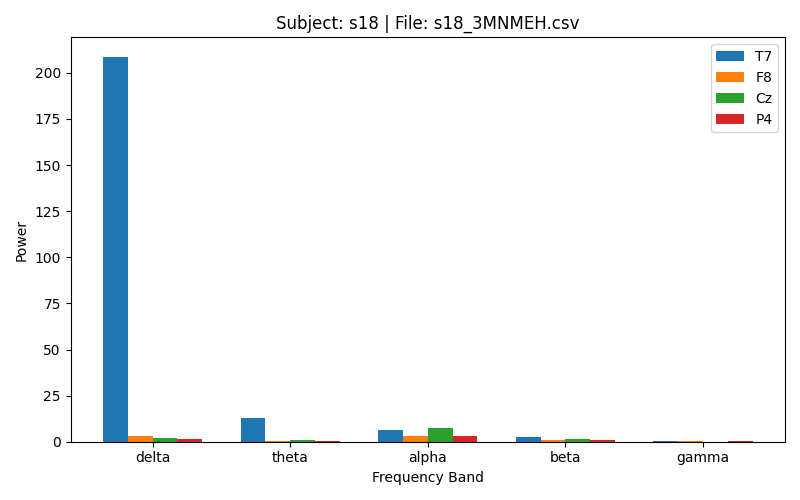 Subject: s18 | File: s18_3MNMEH.csv
T7
F8
Cz
P4
200
175
150
125
100
75
50
25
0
Power
delta theta alpha beta gamma
Frequency Band